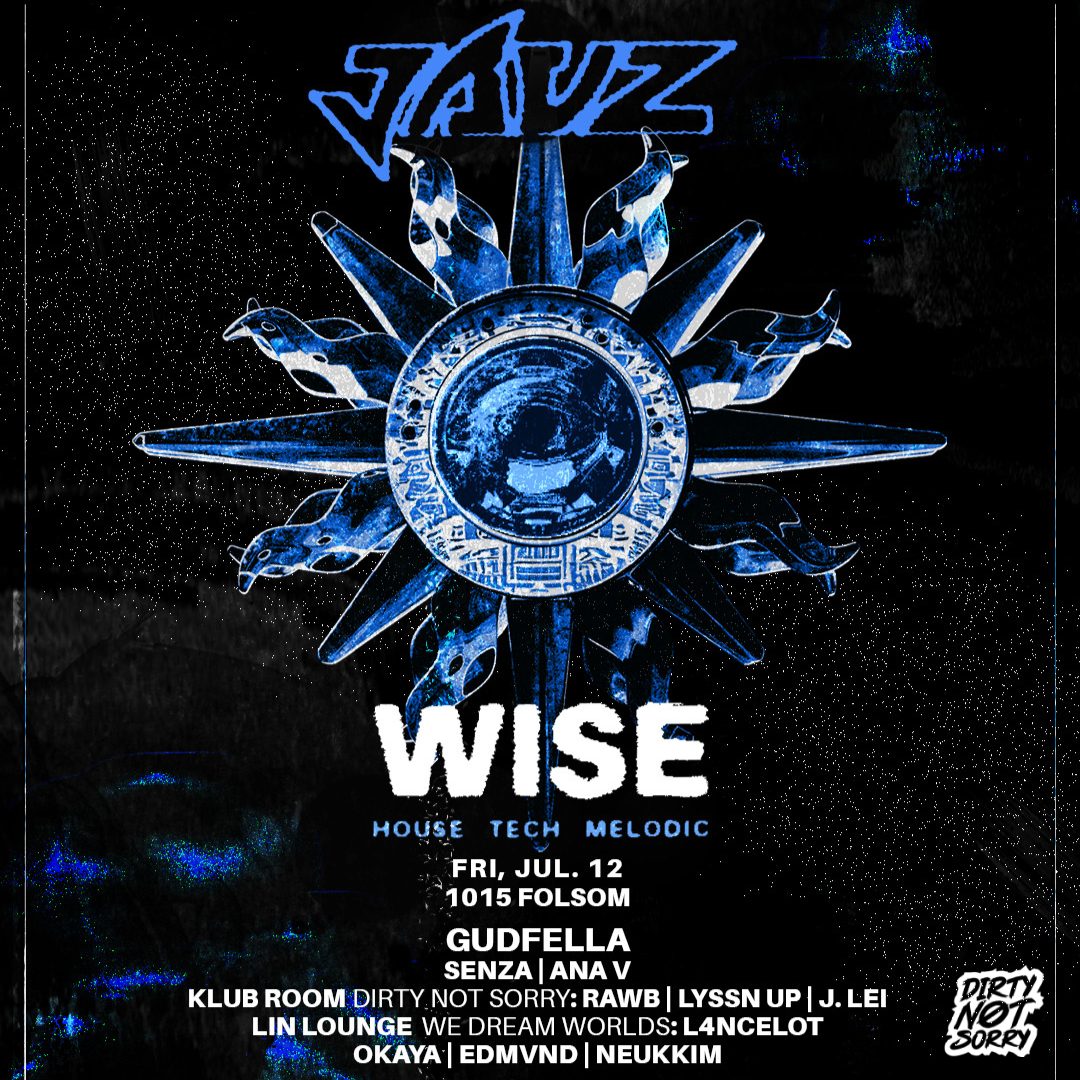 JAUZ
WISE
HOUSE TECH MELODIC
FRI, JUL. 12
1015 FOLSOM
GUDFELLA
SENZA | ANA V
KLUB ROOM DIRTY NOT SORRY: RAWB | LYSSN UP | J. LEI
LIN LOUNGE WE DREAM WORLDS: L4NCELOT
OKAYA | EDMVND | NEUKKIM
DIRTY
NØT
SORRY